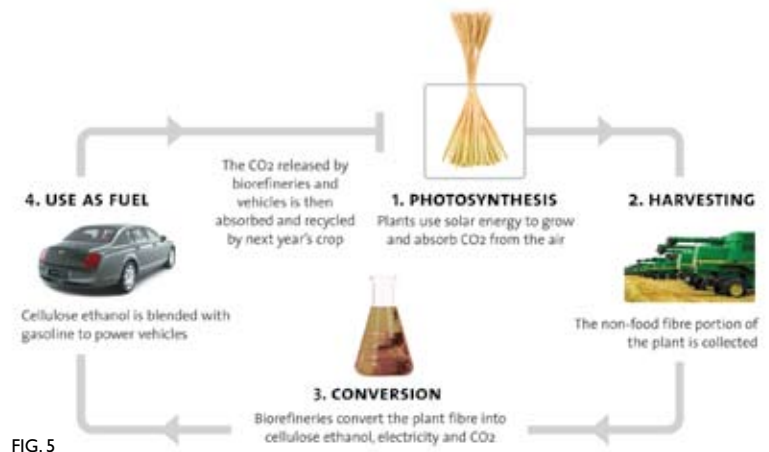 1. PHOTOSYNTHESIS
Plants use solar energy to grow
and absorb CO2 from the air
2. HARVESTING
The non-food fibre portion of
the plant is collected
3. CONVERSION
Biorefineries convert the plant fibre into
cellulose ethanol, electricity and CO2
4. USE AS FUEL
Cellulose ethanol is blended with
gasoline to power vehicles
The CO2 released by
biorefineries and
vehicles is then
absorbed and recycled
by next year's crop
FIG. 5